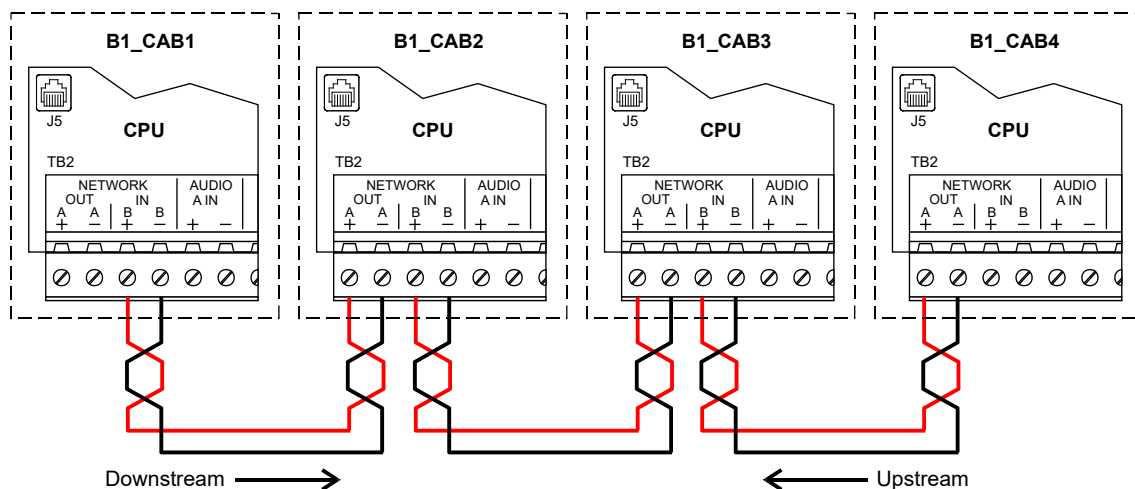 B1_CAB1
J5
CPU
TB2
NETWORK
OUT IN
A A B B
+ − + −
AUDIO
A IN
+ −
B1_CAB2
J5
CPU
TB2
NETWORK
OUT IN
A A B B
+ − + −
AUDIO
A IN
+ −
B1_CAB3
J5
CPU
TB2
NETWORK
OUT IN
A A B B
+ − + −
AUDIO
A IN
+ −
B1_CAB4
J5
CPU
TB2
NETWORK
OUT IN
A A B B
+ − + −
AUDIO
A IN
+ −
Downstream
Upstream